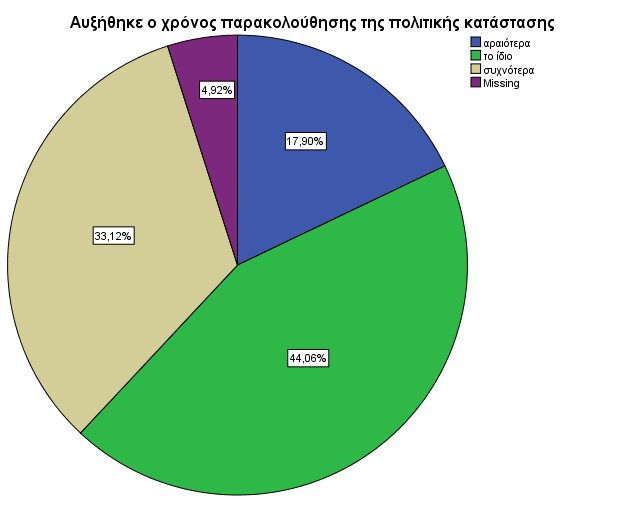 Αυξήθηκε ο χρόνος παρακολούθησης της πολιτικής κατάστασης
αραιότερα
το ίδιο
συχνότερα
Missing
4,92%
17,90%
33,12%
44,06%